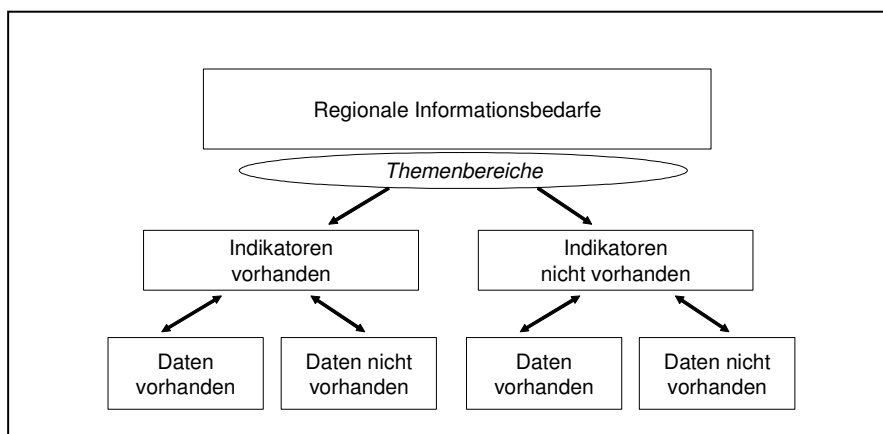 Regionale Informationsbedarfe
Themenbereiche
Indikatoren
vorhanden
Indikatoren
nicht vorhanden
Daten
vorhanden
Daten nicht
vorhanden
Daten
vorhanden
Daten nicht
vorhanden